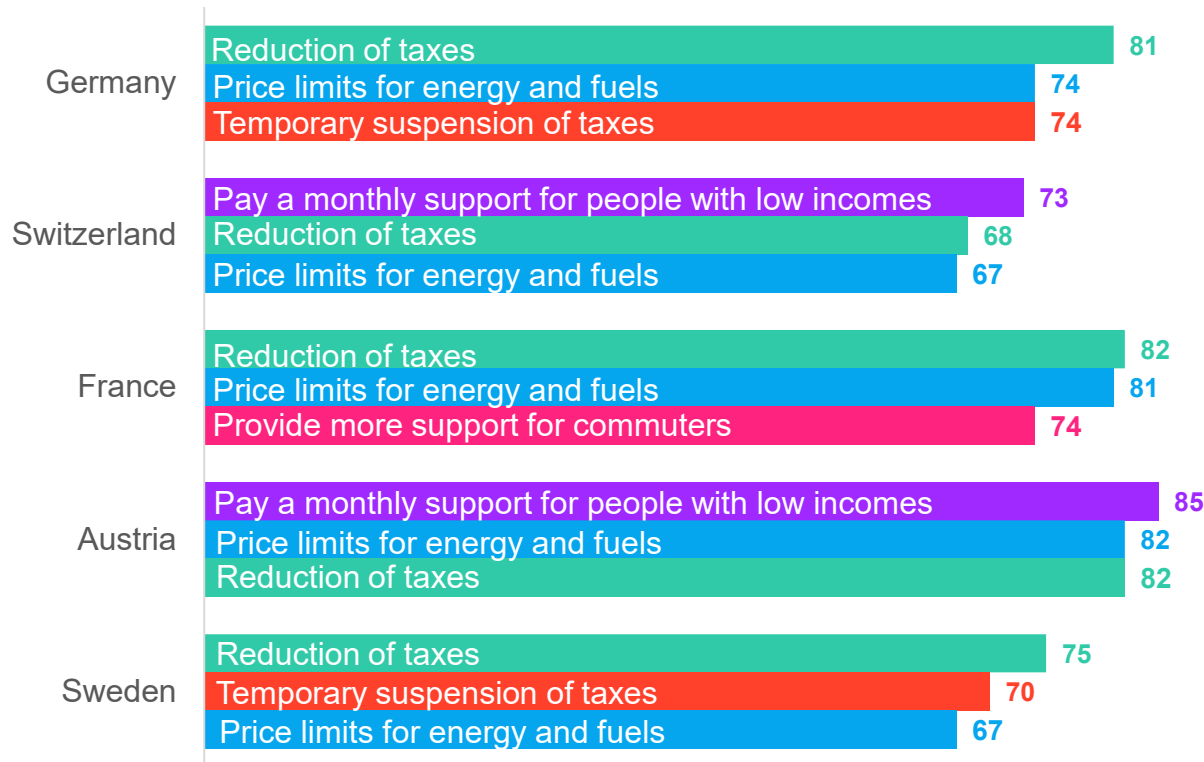 Germany
Reduction of taxes 81
Price limits for energy and fuels 74
Temporary suspension of taxes 74
Switzerland
Pay a monthly support for people with low incomes 73
Reduction of taxes 68
Price limits for energy and fuels 67
France
Reduction of taxes 82
Price limits for energy and fuels 81
Provide more support for commuters 74
Austria
Pay a monthly support for people with low incomes 85
Price limits for energy and fuels 82
Reduction of taxes 82
Sweden
Reduction of taxes 75
Temporary suspension of taxes 70
Price limits for energy and fuels 67